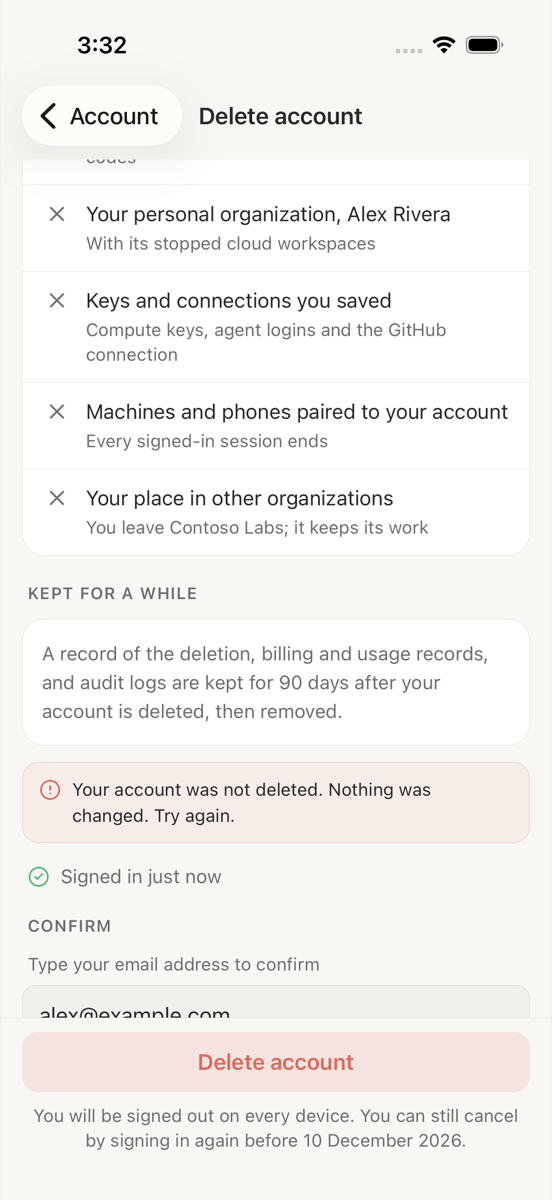 3:32
Account
Delete account
codes
Your personal organization, Alex Rivera
With its stopped cloud workspaces
Keys and connections you saved
Compute keys, agent logins and the GitHub
connection
Machines and phones paired to your account
Every signed-in session ends
Your place in other organizations
You leave Contoso Labs; it keeps its work
KEPT FOR A WHILE
A record of the deletion, billing and usage records,
and audit logs are kept for 90 days after your
account is deleted, then removed.
Your account was not deleted. Nothing was
changed. Try again.
Signed in just now
CONFIRM
Type your email address to confirm
alex@example.com
Delete account
You will be signed out on every device. You can still cancel
by signing in again before 10 December 2026.